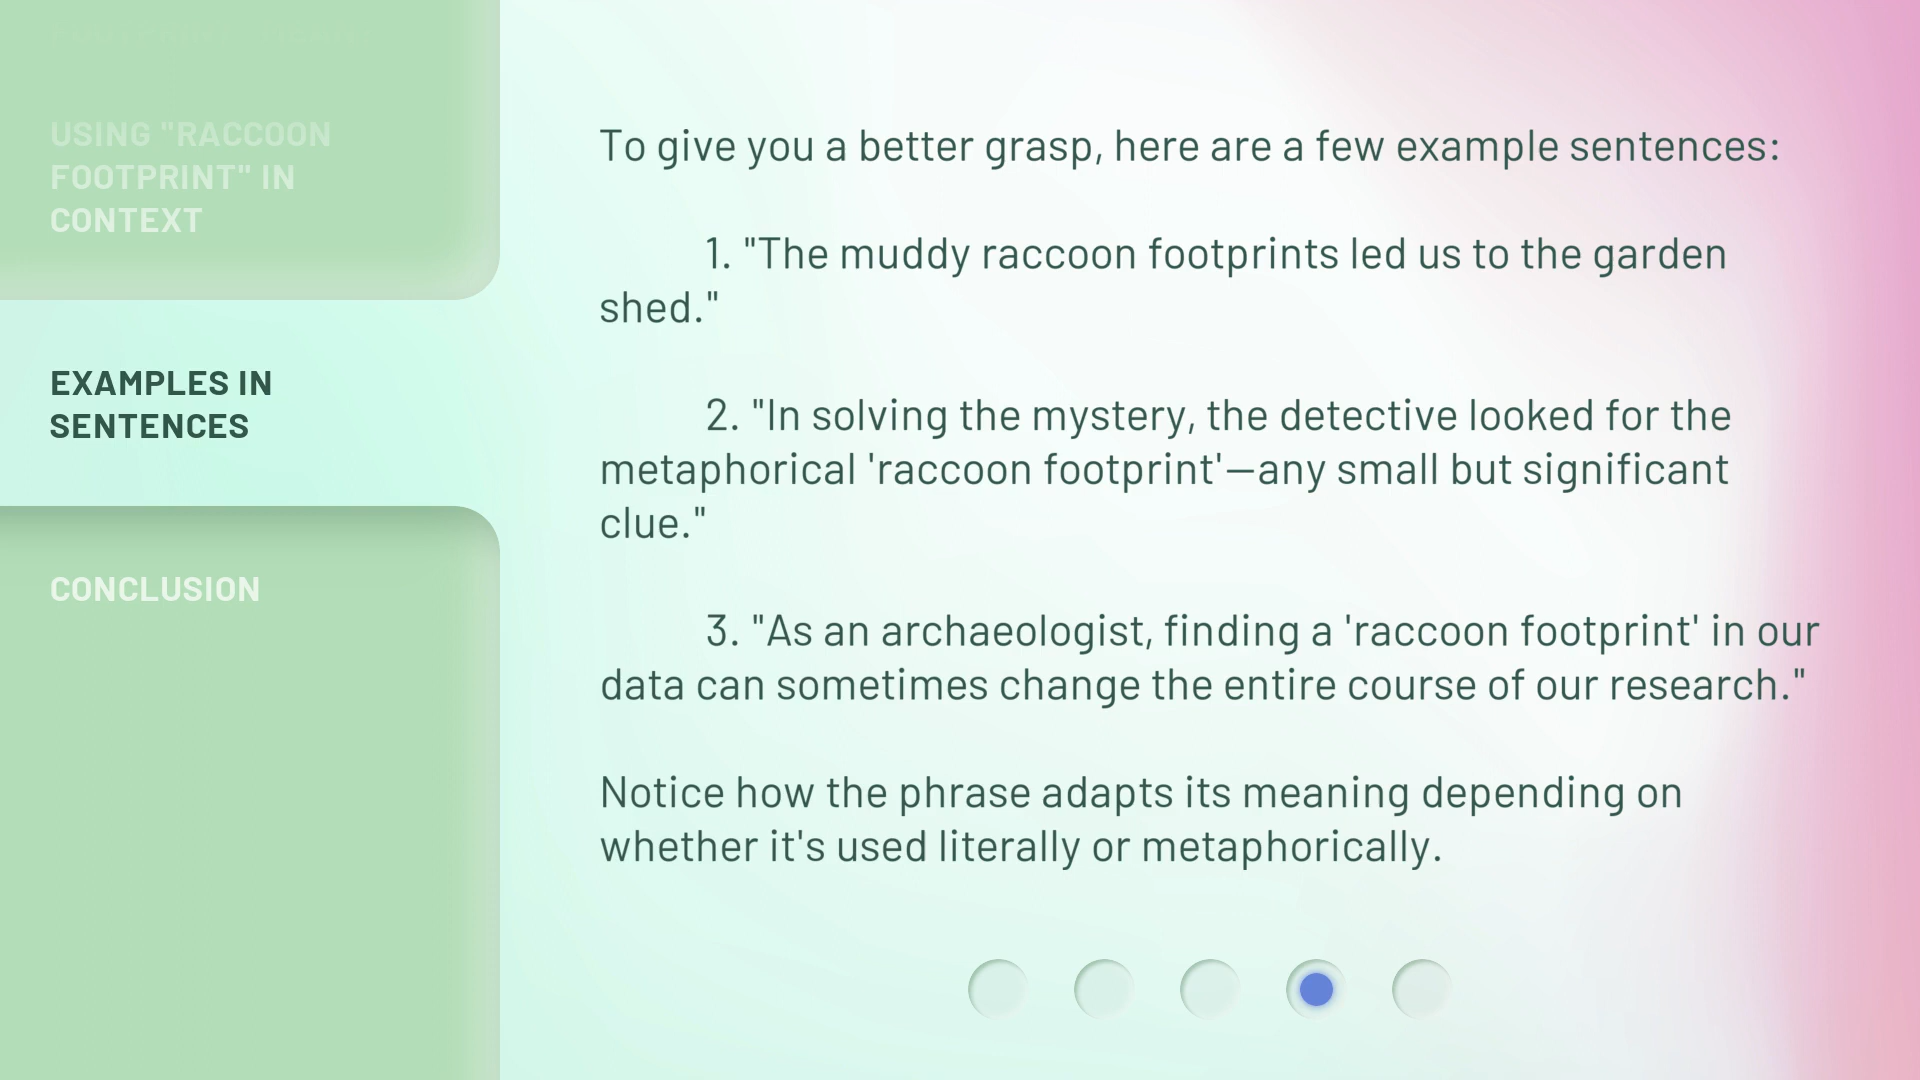 USING "RACCOON
FOOTPRINT" IN
CONTEXT
EXAMPLES IN
SENTENCES
CONCLUSION
To give you a better grasp, here are a few example sentences:
1. "The muddy raccoon footprints led us to the garden
shed."
2. "In solving the mystery, the detective looked for the
metaphorical 'raccoon footprint'—any small but significant
clue."
3. "As an archaeologist, finding a 'raccoon footprint' in our
data can sometimes change the entire course of our research."
Notice how the phrase adapts its meaning depending on
whether it's used literally or metaphorically.